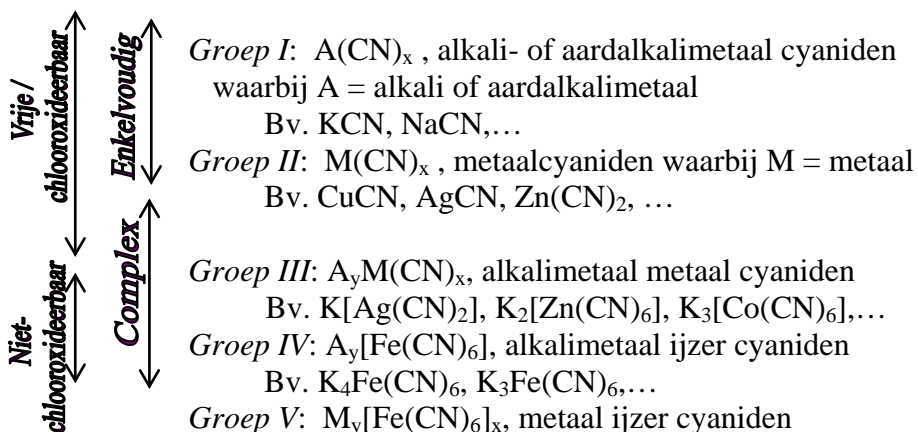 Vrije /
chlooroxideerbaar
Niet-
chlooroxideerbaar
Enkelvoudig
Complex
Groep I: A(CN)ₓ , alkali- of aardalkalimetaal cyaniden
waarbij A = alkali of aardalkalimetaal
Bv. KCN, NaCN,…
Groep II: M(CN)ₓ , metaalcyaniden waarbij M = metaal
Bv. CuCN, AgCN, Zn(CN)₂, …
Groep III: AᵧM(CN)ₓ, alkalimetaal metaal cyaniden
Bv. K[Ag(CN)₂], K₂[Zn(CN)₆], K₃[Co(CN)₆],…
Groep IV: Aᵧ[Fe(CN)₆], alkalimetaal ijzer cyaniden
Bv. K₄Fe(CN)₆, K₃Fe(CN)₆,…
Groep V: Mᵧ[Fe(CN)₆]ₓ, metaal ijzer cyaniden